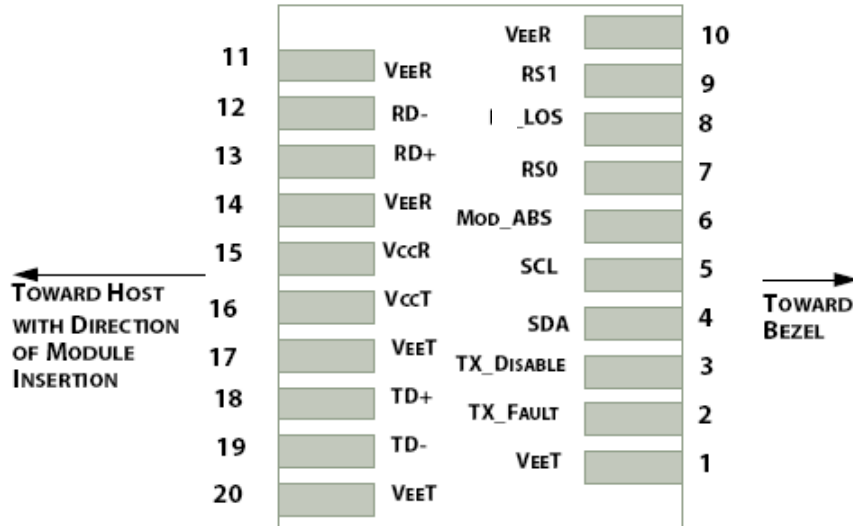 11 VEER
12 RD-
13 RD+
14 VEER
15 VCCR
16 VCCT
17 VEET
18 TD+
19 TD-
20 VEET
VEER 10
RS1 9
_LOS 8
RS0 7
MOD_ABS 6
SCL 5
SDA 4
TX_DISABLE 3
TX_FAULT 2
VEET 1
TOWARD HOST
WITH DIRECTION
OF MODULE
INSERTION
TOWARD
BEZEL